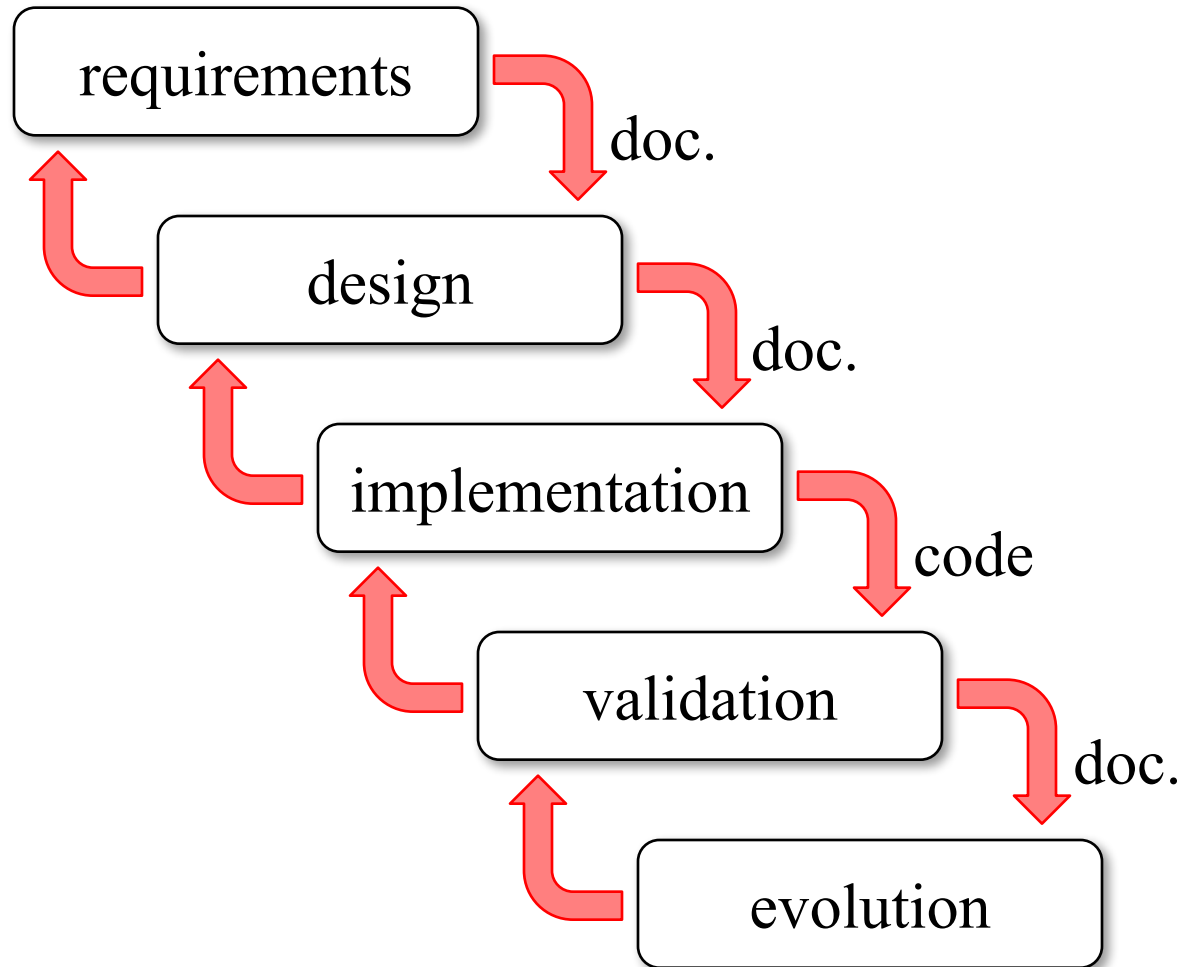 requirements
doc.
design
doc.
implementation
code
validation
doc.
evolution